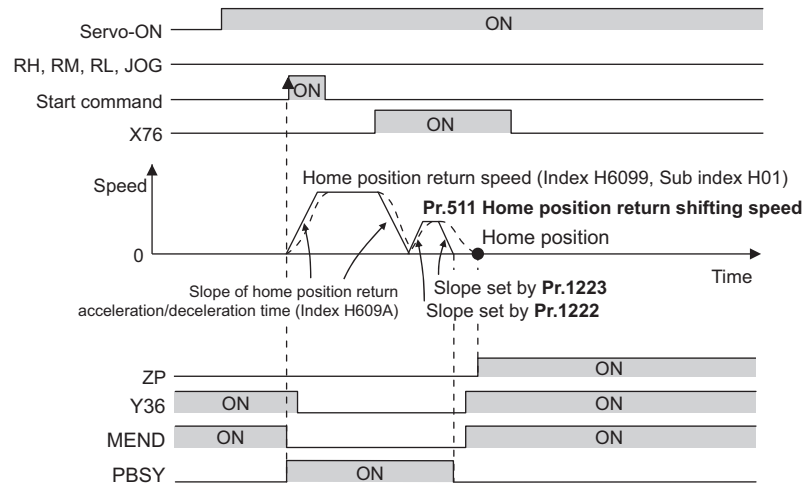 Servo-ON
ON
RH, RM, RL, JOG
Start command
ON
X76
ON
Speed
0
Home position return speed (Index H6099, Sub index H01)
Pr.511 Home position return shifting speed
Home position
Time
Slope of home position return
acceleration/deceleration time (Index H609A)
Slope set by Pr.1223
Slope set by Pr.1222
ZP
ON
Y36
ON
ON
MEND
ON
ON
PBSY
ON